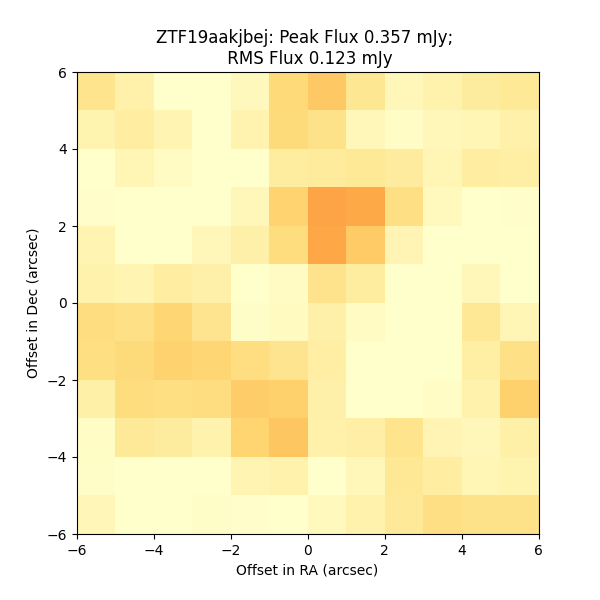 ZTF19aakjbej: Peak Flux 0.357 mJy;
RMS Flux 0.123 mJy
6
4
2
0
−2
−4
−6
Offset in Dec (arcsec)
−6 −4 −2 0 2 4 6
Offset in RA (arcsec)